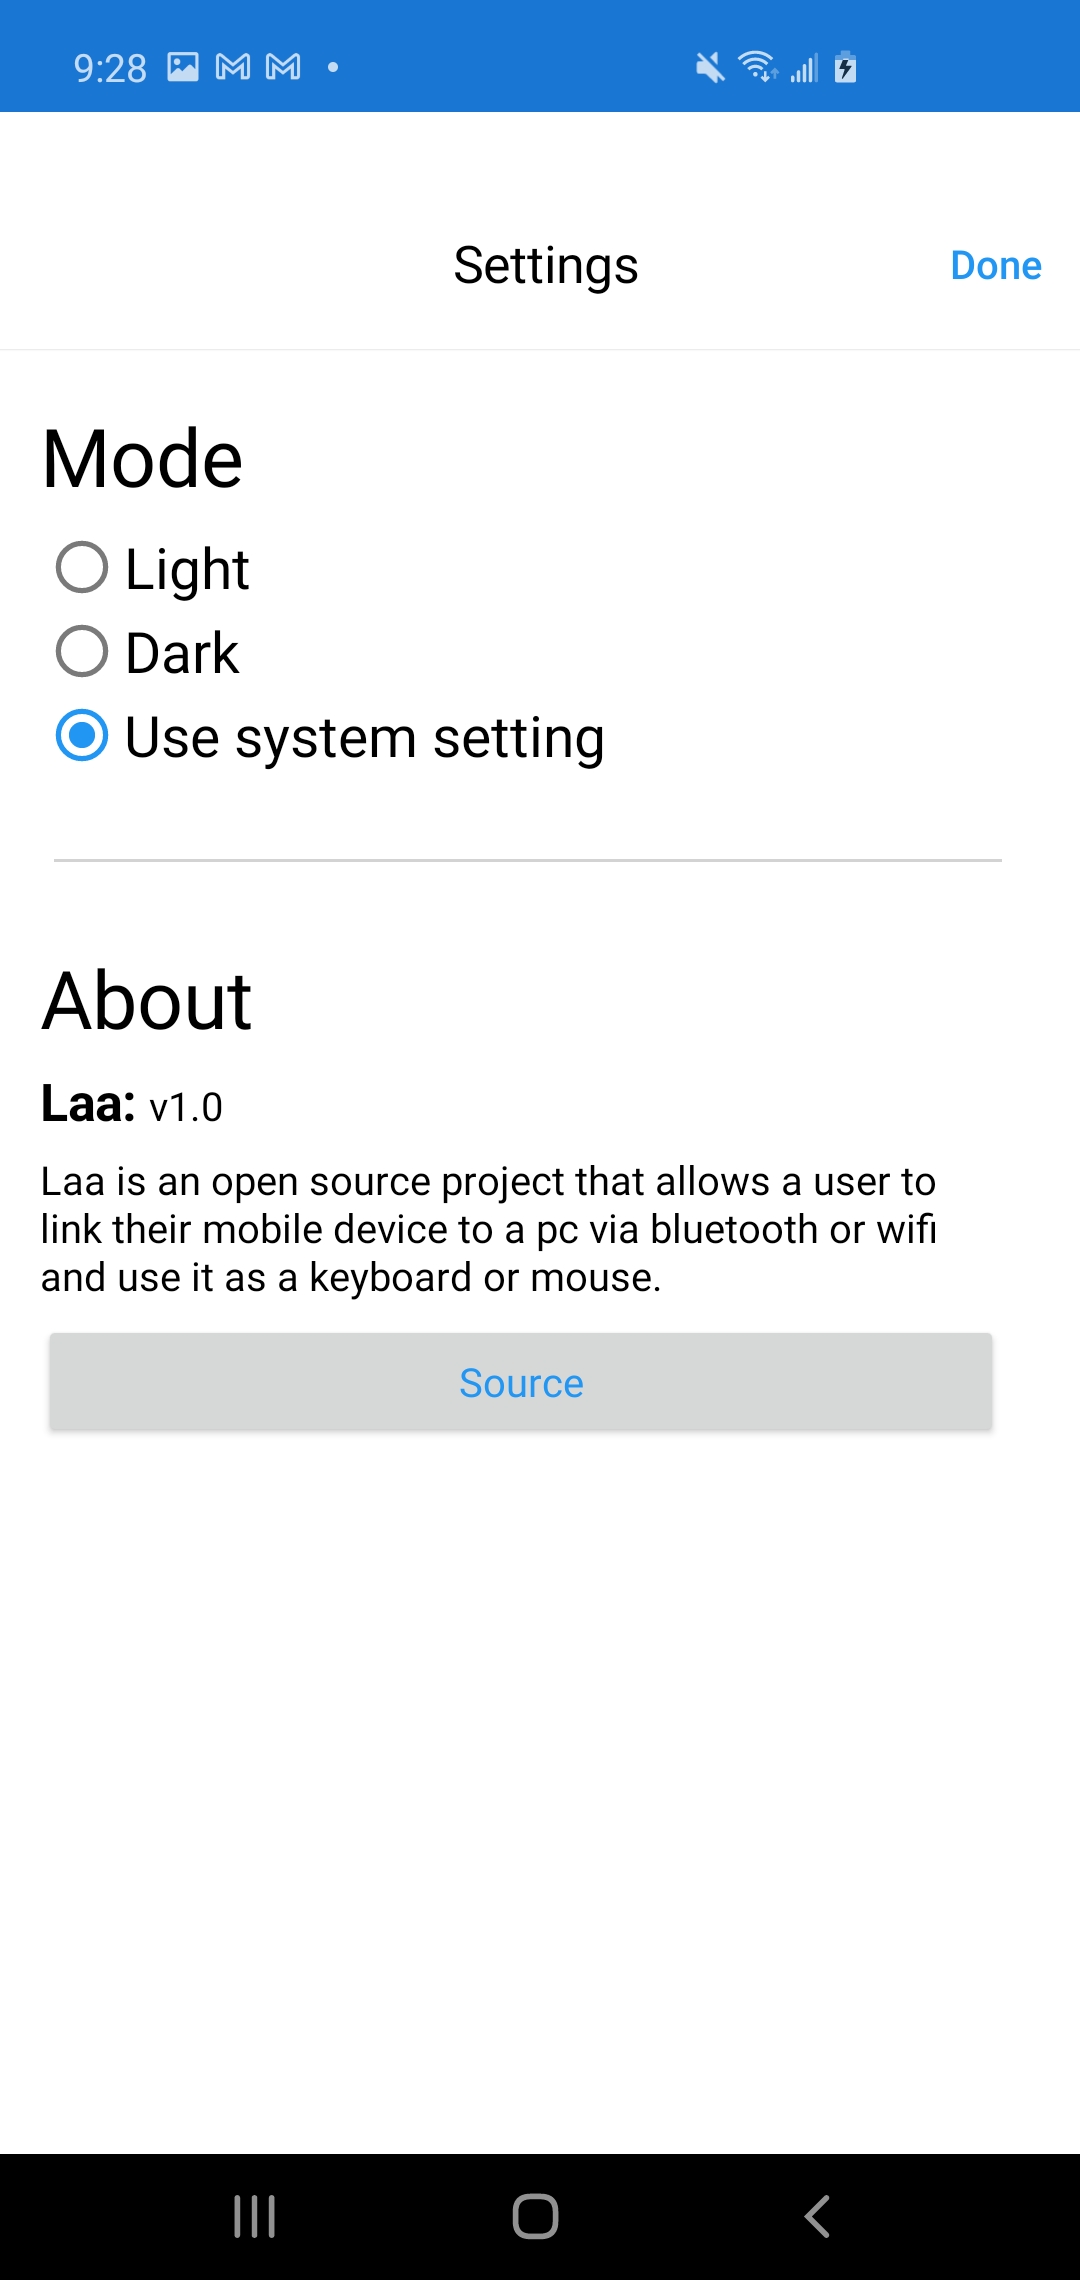 9:28
Settings
Done
Mode
Light
Dark
Use system setting
About
Laa: v1.0
Laa is an open source project that allows a user to
link their mobile device to a pc via bluetooth or wifi
and use it as a keyboard or mouse.
Source